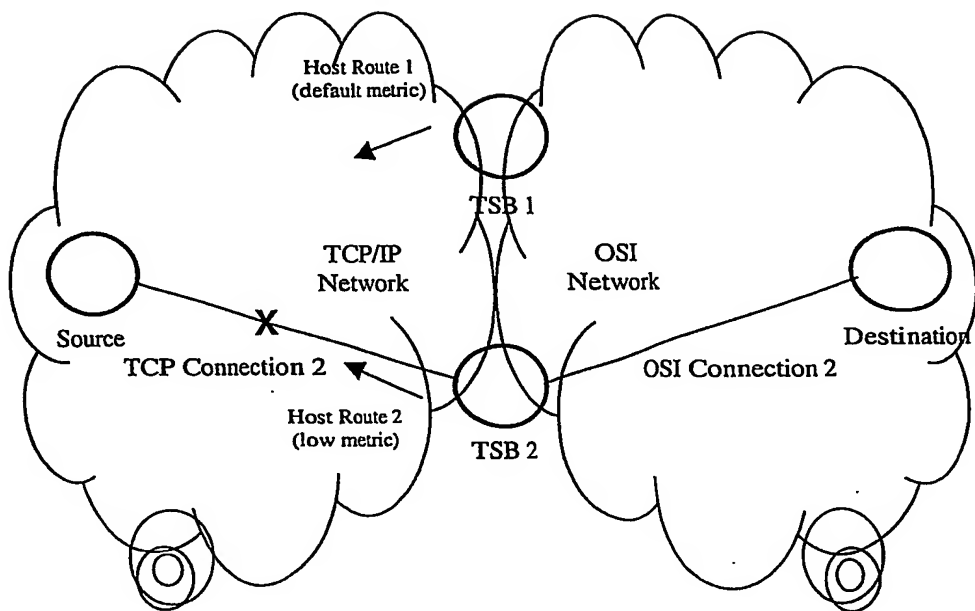 Host Route 1
(default metric)
TSB 1
TCP/IP
Network
OSI
Network
Source
Destination
X
TCP Connection 2
OSI Connection 2
Host Route 2
(low metric)
TSB 2